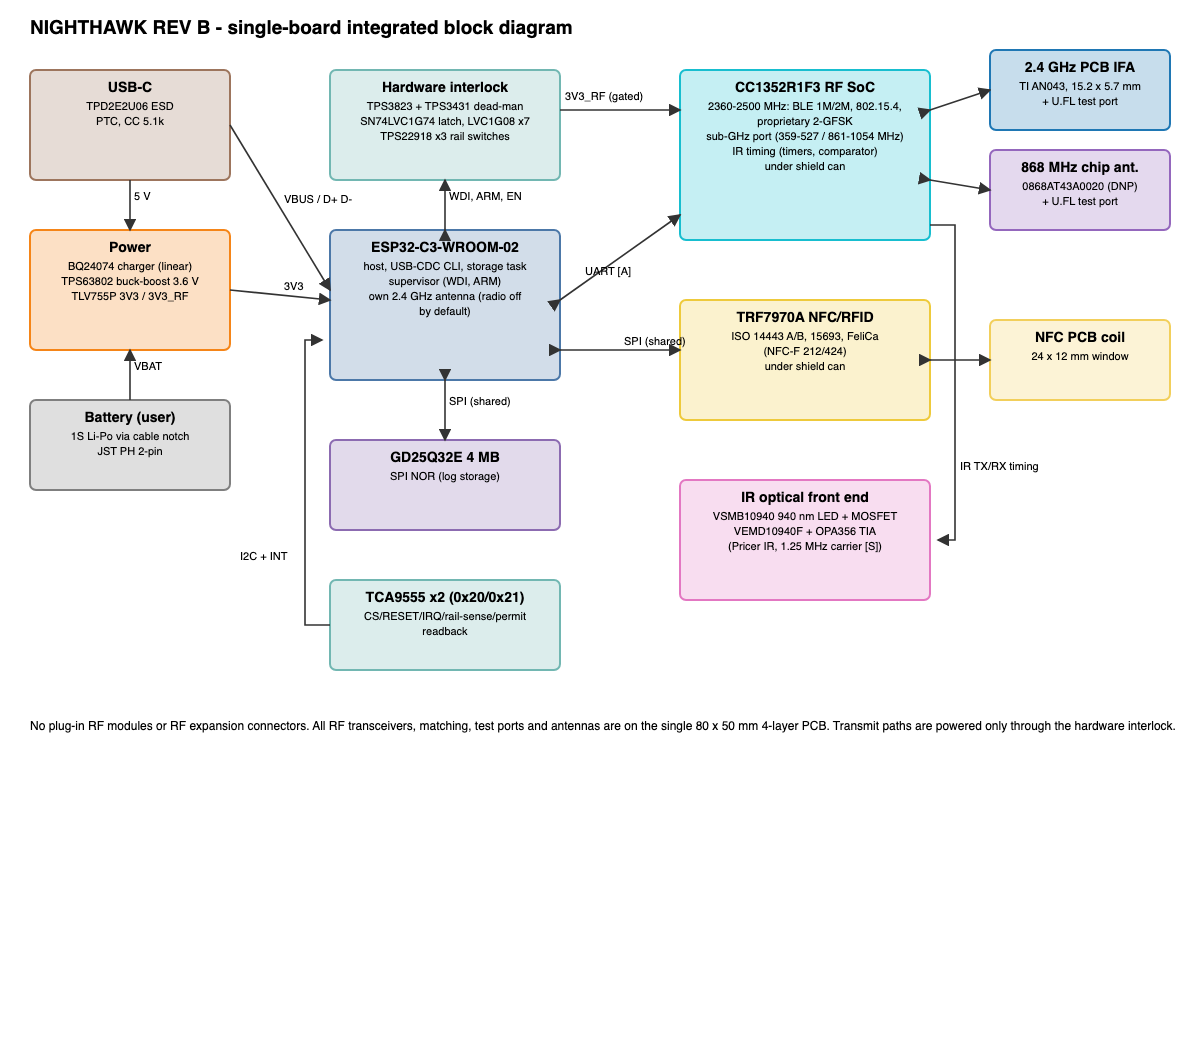 NIGHTHAWK REV B - single-board integrated block diagram
USB-C
TPD2E2U06 ESD
PTC, CC 5.1k
Hardware interlock
TPS3823 + TPS3431 dead-man
SN74LVC1G74 latch, LVC1G08 x7
TPS22918 x3 rail switches
3V3_RF (gated)
CC1352R1F3 RF SoC
2360-2500 MHz: BLE 1M/2M, 802.15.4,
proprietary 2-GFSK
sub-GHz port (359-527 / 861-1054 MHz)
IR timing (timers, comparator)
under shield can
2.4 GHz PCB IFA
TI AN043, 15.2 x 5.7 mm
+ U.FL test port
868 MHz chip ant.
0868AT43A0020 (DNP)
+ U.FL test port
5 V
VBUS / D+ D-
WDI, ARM, EN
Power
BQ24074 charger (linear)
TPS63802 buck-boost 3.6 V
TLV755P 3V3 / 3V3_RF
3V3
ESP32-C3-WROOM-02
host, USB-CDC CLI, storage task
supervisor (WDI, ARM)
own 2.4 GHz antenna (radio off
by default)
UART [A]
SPI (shared)
TRF7970A NFC/RFID
ISO 14443 A/B, 15693, FeliCa
(NFC-F 212/424)
under shield can
NFC PCB coil
24 x 12 mm window
VBAT
Battery (user)
1S Li-Po via cable notch
JST PH 2-pin
SPI (shared)
GD25Q32E 4 MB
SPI NOR (log storage)
IR TX/RX timing
IR optical front end
VSMB10940 940 nm LED + MOSFET
VEMD10940F + OPA356 TIA
(Pricer IR, 1.25 MHz carrier [S])
I2C + INT
TCA9555 x2 (0x20/0x21)
CS/RESET/IRQ/rail-sense/permit
readback
No plug-in RF modules or RF expansion connectors. All RF transceivers, matching, test ports and antennas are on the single 80 x 50 mm 4-layer PCB. Transmit paths are powered only through the hardware interlock.